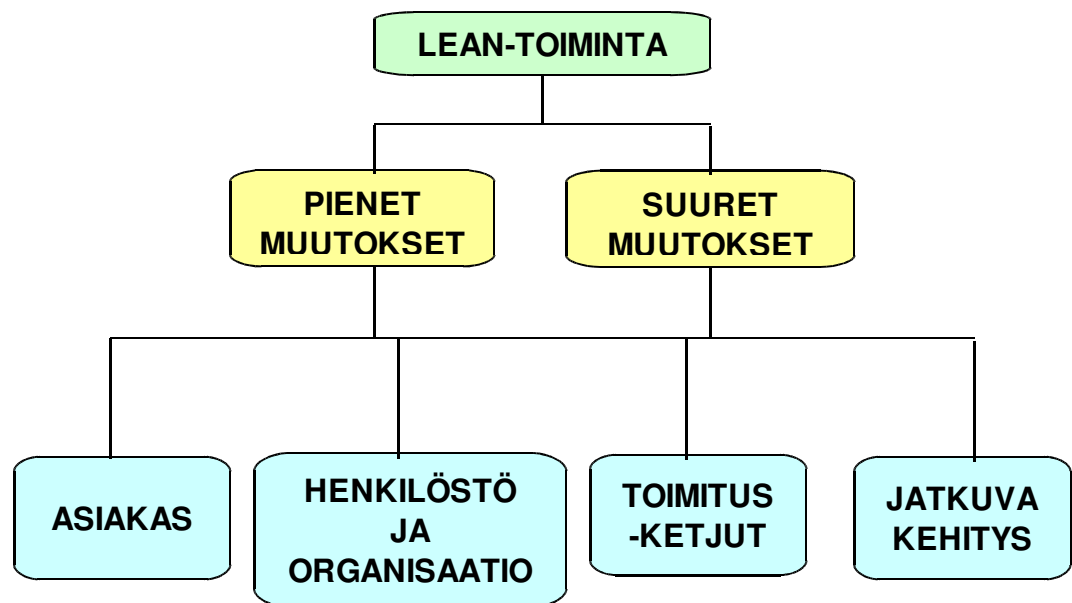 LEAN-TOIMINTA
PIENET
MUUTOKSET
SUURET
MUUTOKSET
ASIAKAS
HENKILÖSTÖ
JA
ORGANISAATIO
TOIMITUS
-KETJUT
JATKUVA
KEHITYS